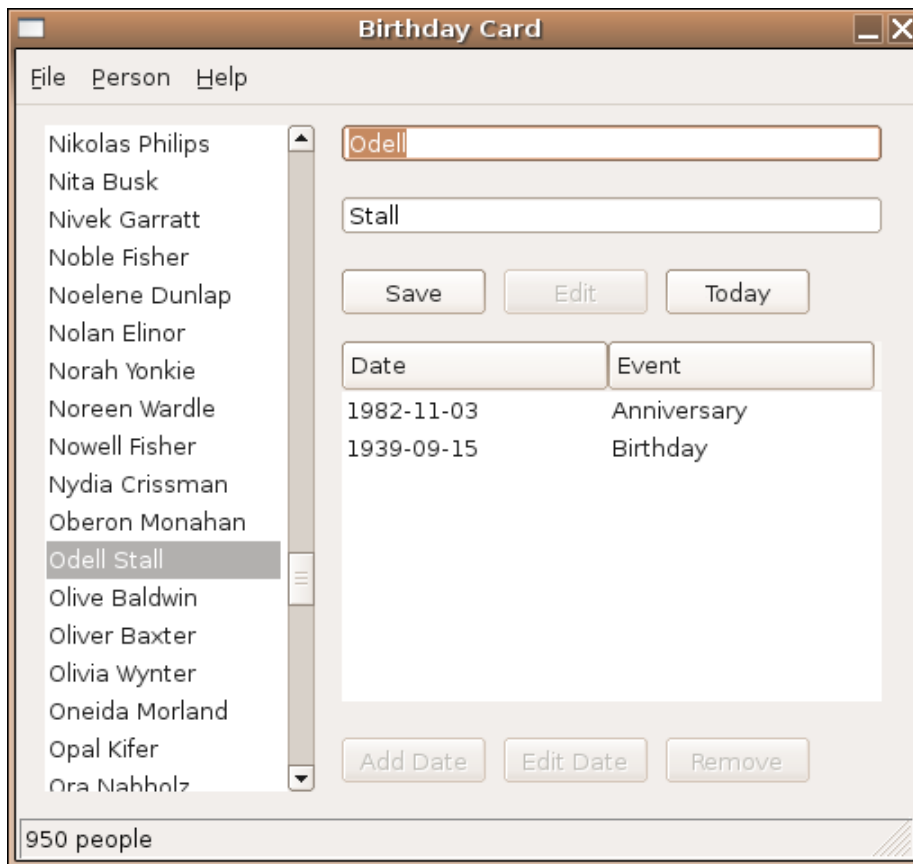 Birthday Card
File Person Help
Nikolas Philips
Nita Busk
Nivek Garratt
Noble Fisher
Noelene Dunlap
Nolan Elinor
Norah Yonkie
Noreen Wardle
Nowell Fisher
Nydia Crissman
Oberon Monahan
Odell Stall
Olive Baldwin
Oliver Baxter
Olivia Wynter
Oneida Morland
Opal Kifer
Ora Nabholz
Odell
Stall
Save Edit Today
Date Event
1982-11-03 Anniversary
1939-09-15 Birthday
Add Date Edit Date Remove
950 people